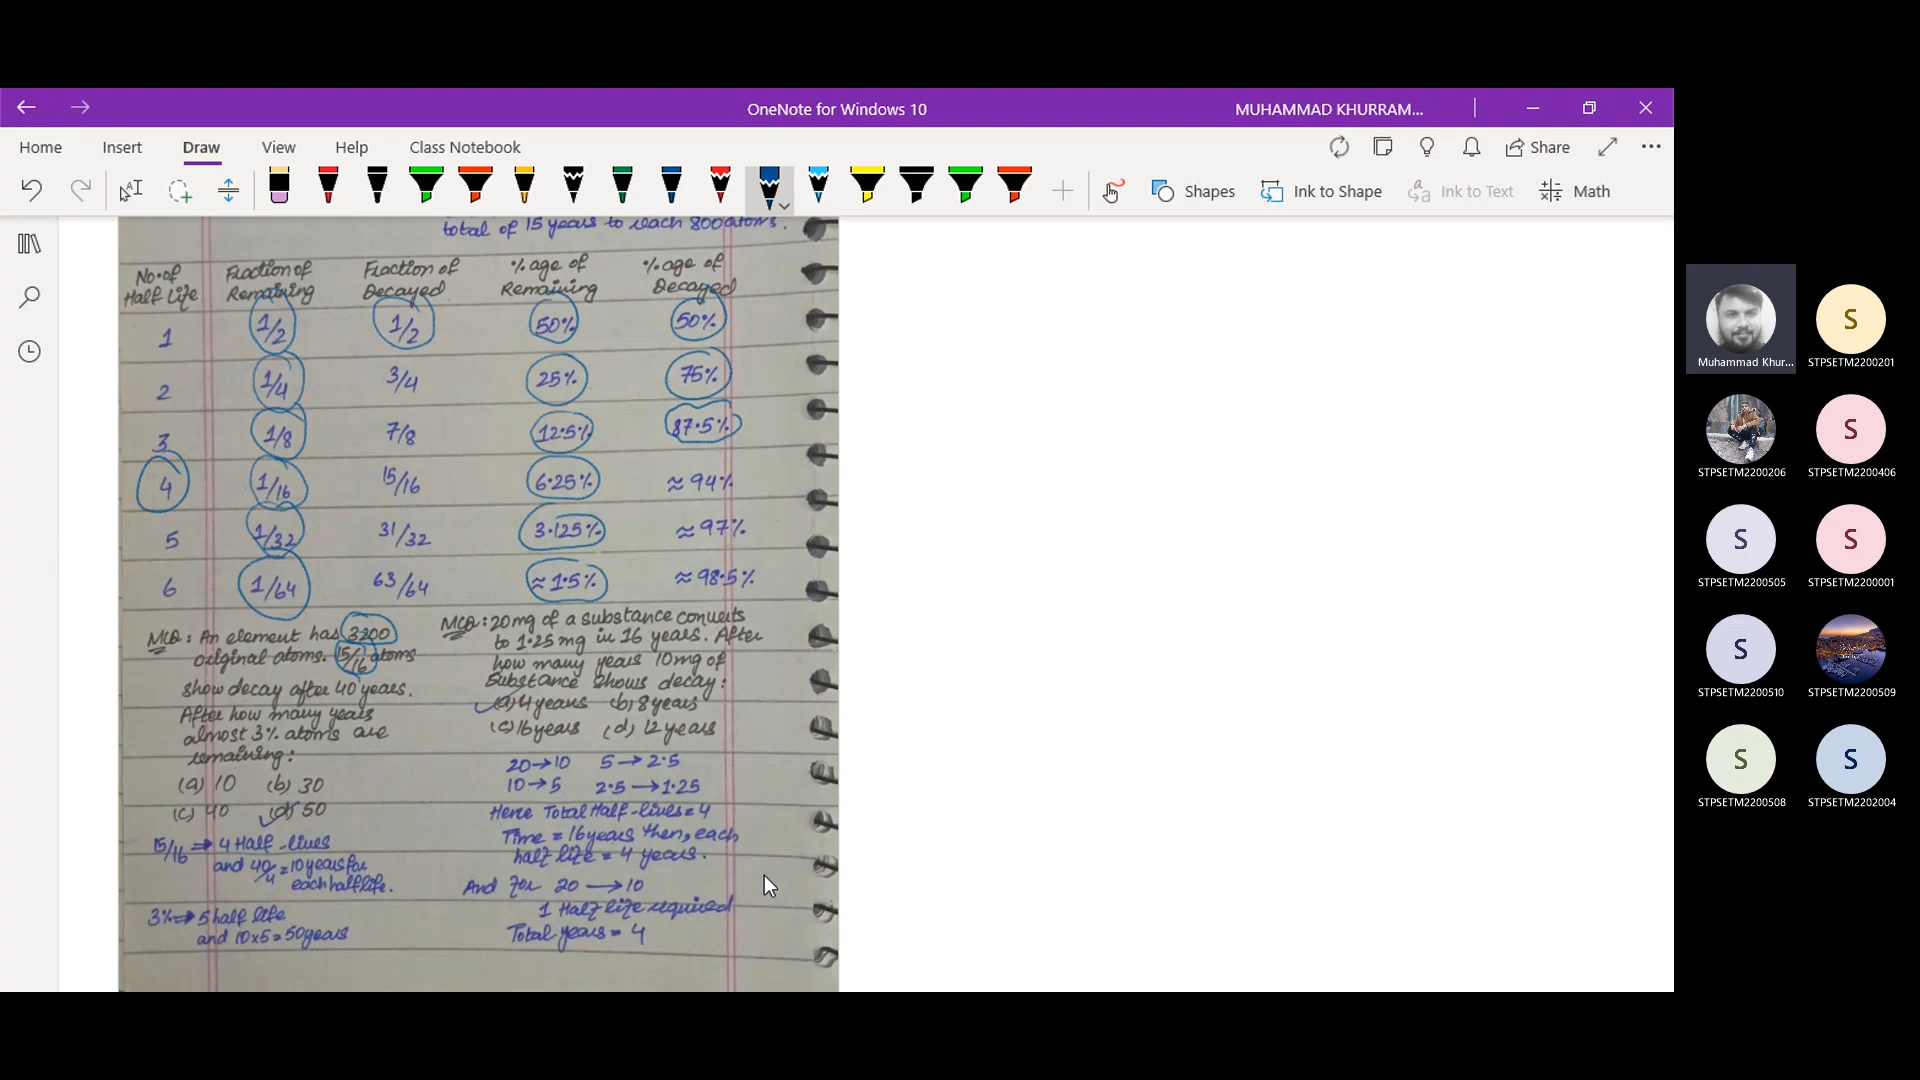 OneNote for Windows 10
MUHAMMAD KHURRAM...
Home Insert Draw View Help Class Notebook
Share
Shapes Ink to Shape Ink to Text Math
total of 15 years to reach 800 atoms.
No. of Half Life Fraction of Remaining Fraction of Decayed %age of Remaining %age of Decayed
1 1/2 1/2 50% 50%
2 1/4 3/4 25% 75%
3 1/8 7/8 12.5% 87.5%
4 1/16 15/16 6.25% ≈ 94%
5 1/32 31/32 3.125% ≈ 97%
6 1/64 63/64 ≈ 1.5% ≈ 98.5%
MCQ: An element has 3200
original atoms. 15/16 atoms
show decay after 40 years.
After how many years
almost 3% atoms are
remaining:
(a) 10 (b) 30
(c) 40 (d) 50
15/16 ⇒ 4 Half-lives
and 40/4 = 10 years for
each half life.
3% ⇒ 5 half life
and 10x5 = 50 years
MCQ: 20mg of a substance converts
to 1.25 mg in 16 years. After
how many years 10mg of
Substance shows decay:
(a) 4 years (b) 8 years
(c) 16 years (d) 12 years
20→10 5→2.5
10→5 2.5→1.25
Hence Total Half-lives = 4
Time = 16 years then, each
half life = 4 years.
And for 20→10
1 Half life required
Total years = 4
Muhammad Khur...
S
STPSETM2200201
STPSETM2200206
S
STPSETM2200406
S
STPSETM2200505
S
STPSETM2200001
S
STPSETM2200510
STPSETM2200509
S
STPSETM2200508
S
STPSETM2202004